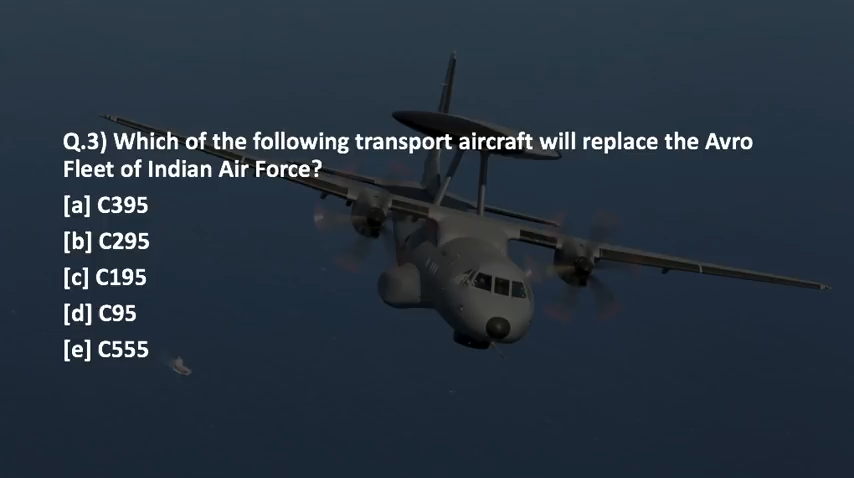 Q.3) Which of the following transport aircraft will replace the Avro
Fleet of Indian Air Force?
[a] C395
[b] C295
[c] C195
[d] C95
[e] C555